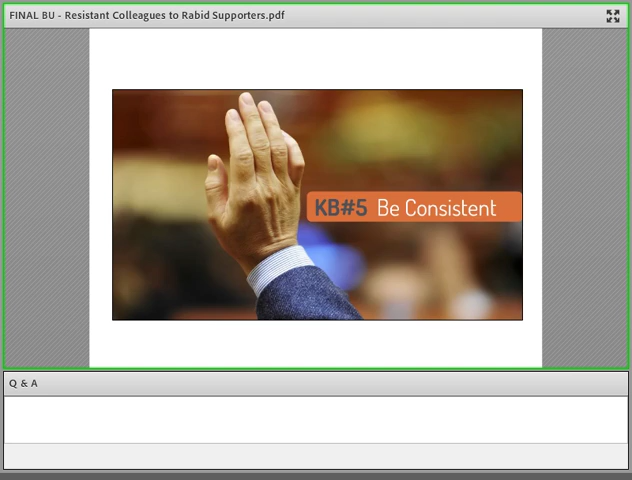 FINAL BU - Resistant Colleagues to Rabid Supporters.pdf
KB#5 Be Consistent
Q & A